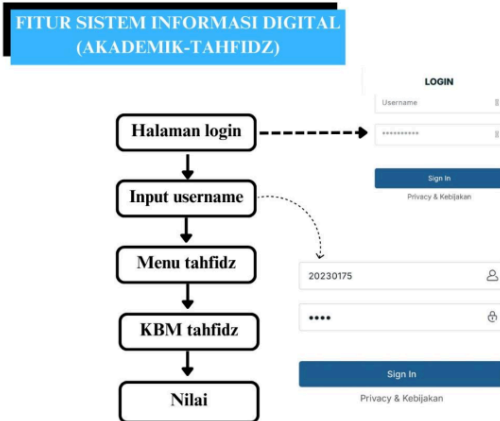 FITUR SISTEM INFORMASI DIGITAL
(AKADEMIK-TAHFIDZ)
LOGIN
Username
••••••••••
Sign In
Privacy & Kebijakan
Halaman login
Input username
Menu tahfidz
KBM tahfidz
Nilai
20230175
••••
Sign In
Privacy & Kebijakan